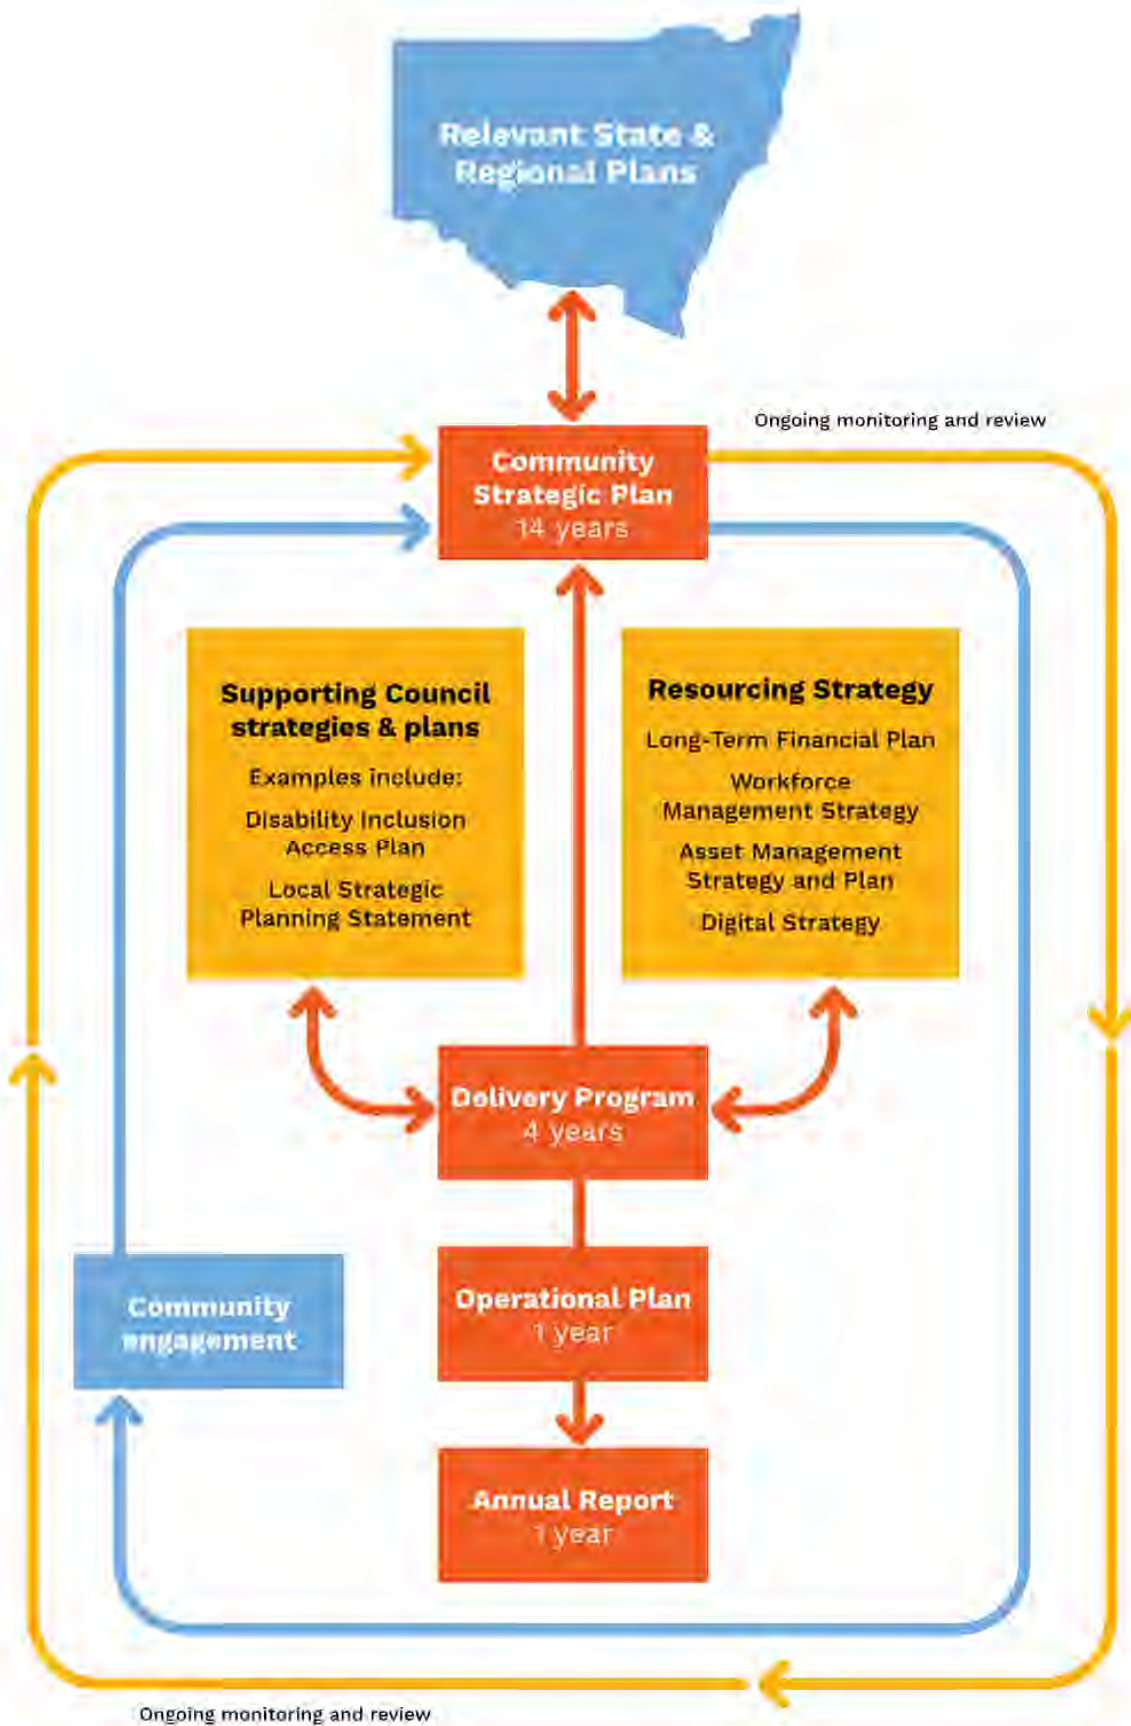 Relevant State &
Regional Plans
Ongoing monitoring and review
Community
Strategic Plan
14 years
Supporting Council
strategies & plans
Examples include:
Disability Inclusion
Access Plan
Local Strategic
Planning Statement
Resourcing Strategy
Long-Term Financial Plan
Workforce
Management Strategy
Asset Management
Strategy and Plan
Digital Strategy
Delivery Program
4 years
Community
engagement
Operational Plan
1 year
Annual Report
1 year
Ongoing monitoring and review